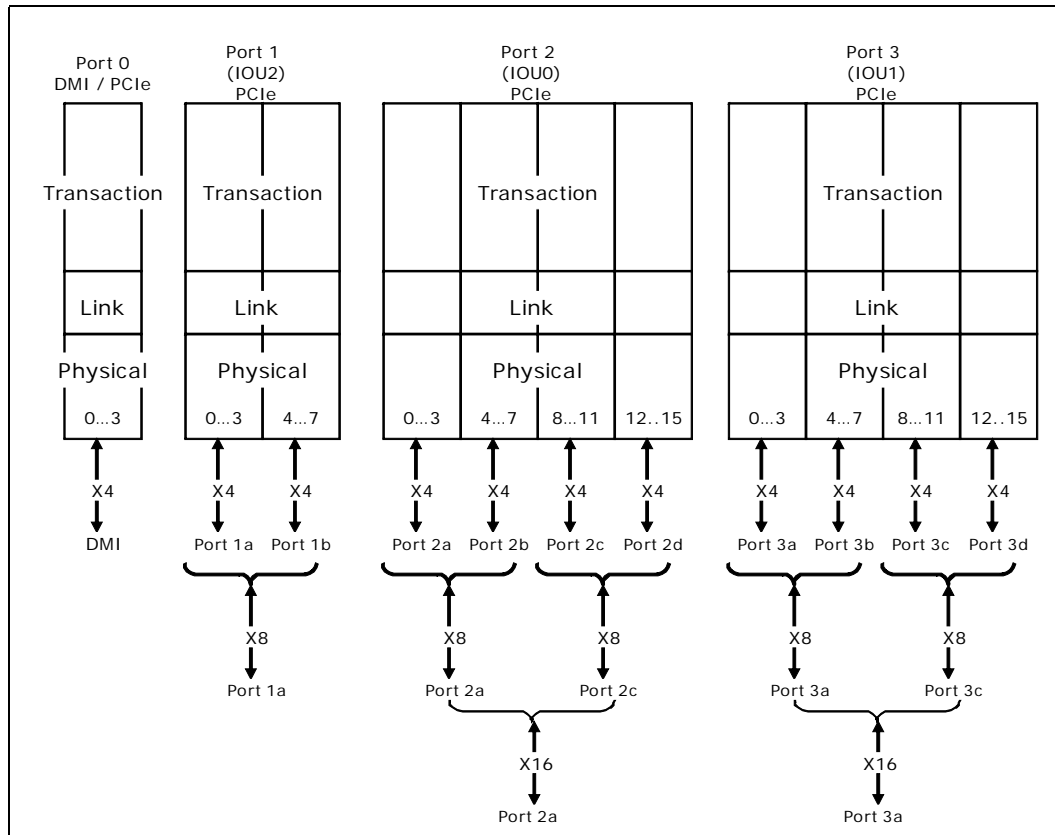 Port 0
DMI / PCIe
Port 1
(IOU2)
PCIe
Port 2
(IOU0)
PCIe
Port 3
(IOU1)
PCIe
Transaction
Transaction
Transaction
Transaction
Link
Link
Link
Link
Physical
Physical
Physical
Physical
0...3
0...3
4...7
0...3
4...7
8...11
12..15
0...3
4...7
8...11
12..15
X4
X4
X4
X4
X4
X4
X4
X4
X4
X4
X4
DMI
Port 1a
Port 1b
Port 2a
Port 2b
Port 2c
Port 2d
Port 3a
Port 3b
Port 3c
Port 3d
X8
X8
X8
X8
X8
Port 1a
Port 2a
Port 2c
Port 3a
Port 3c
X16
X16
Port 2a
Port 3a